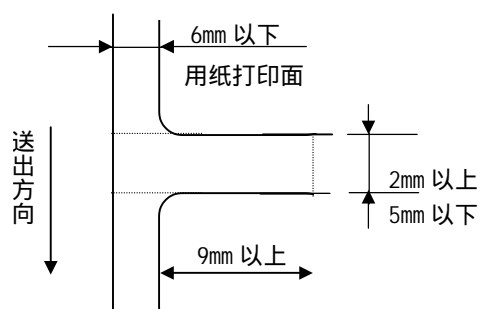 6mm 以下
用纸打印面
送出方向
2mm 以上
5mm 以下
9mm 以上